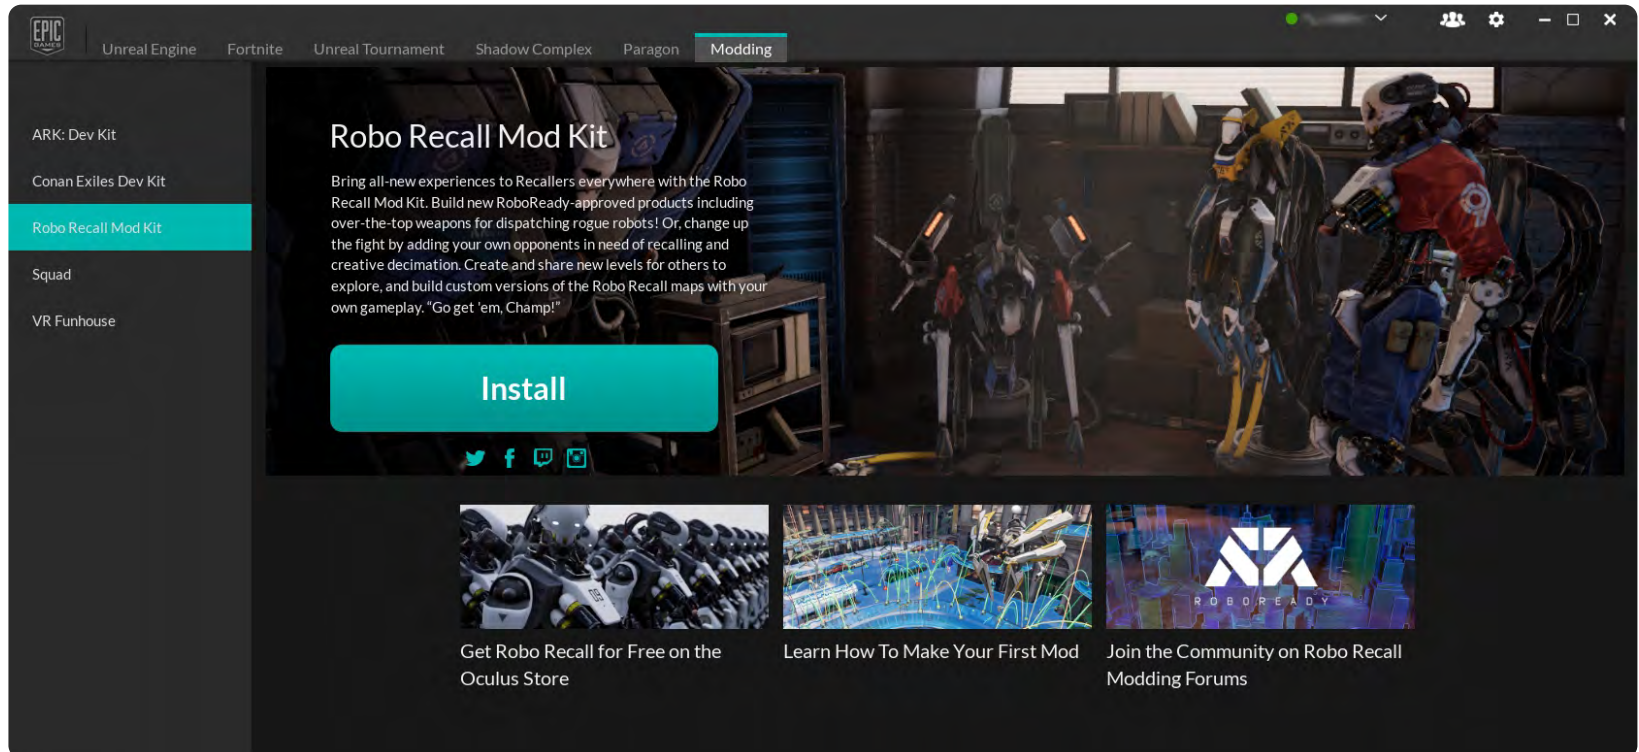 EPIC
GAMES
Unreal Engine
Fortnite
Unreal Tournament
Shadow Complex
Paragon
Modding
ARK: Dev Kit
Conan Exiles Dev Kit
Robo Recall Mod Kit
Squad
VR Funhouse
Robo Recall Mod Kit
Bring all-new experiences to Recallers everywhere with the Robo
Recall Mod Kit. Build new RoboReady-approved products including
over-the-top weapons for dispatching rogue robots! Or, change up
the fight by adding your own opponents in need of recalling and
creative decimation. Create and share new levels for others to
explore, and build custom versions of the Robo Recall maps with your
own gameplay. “Go get 'em, Champ!”
Install
09
ROBOREADY
Get Robo Recall for Free on the
Oculus Store
Learn How To Make Your First Mod
Join the Community on Robo Recall
Modding Forums